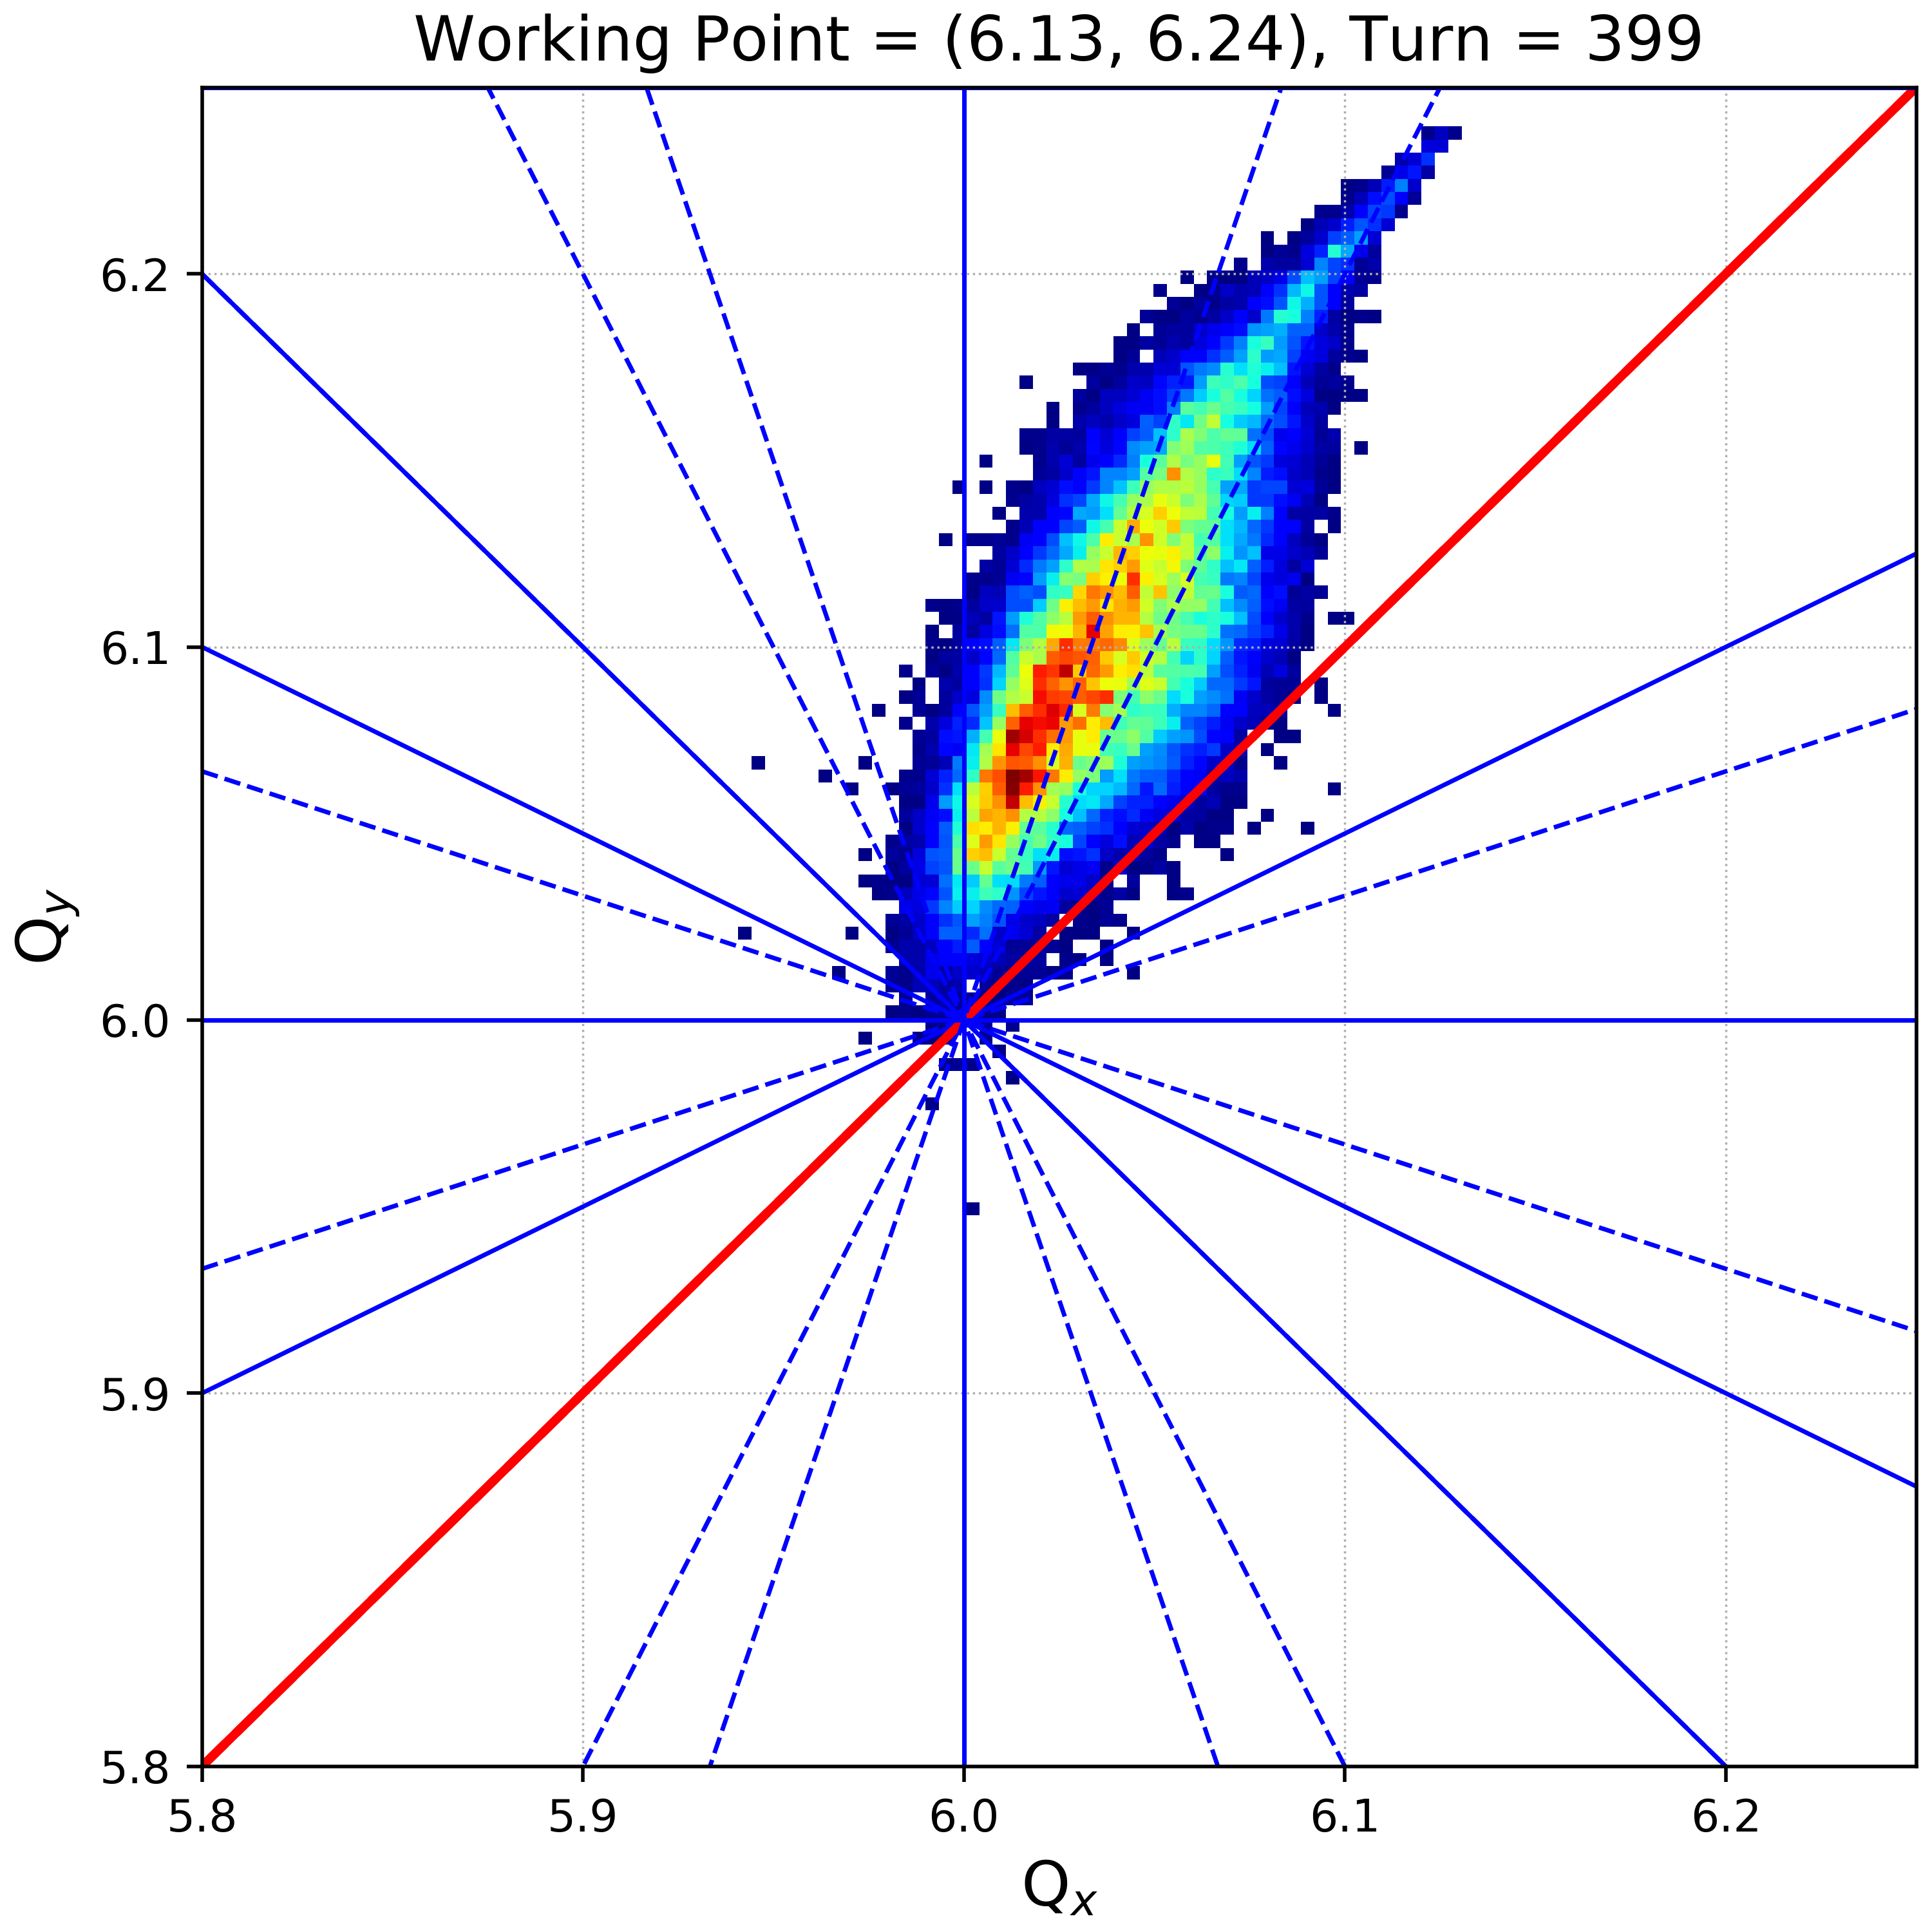 Working Point = (6.13, 6.24), Turn = 399
6.2
6.1
6.0
5.9
5.8
Qy
5.8 5.9 6.0 6.1 6.2
Qx